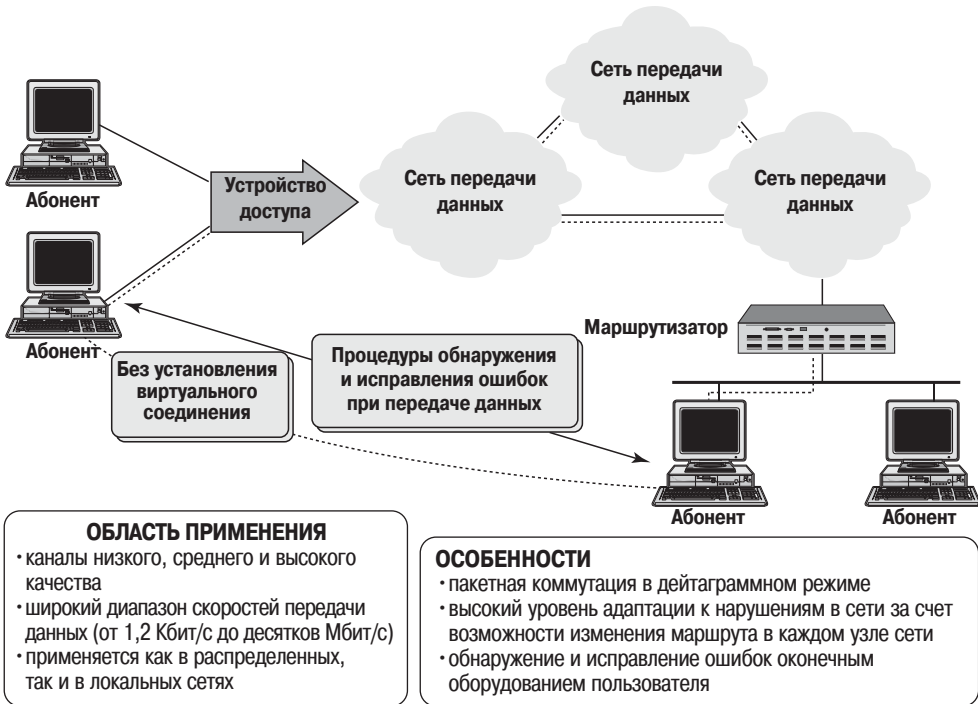 Сеть передачи
данных
Абонент
Устройство
доступа
Сеть передачи
данных
Сеть передачи
данных
Абонент
Маршрутизатор
Без установления
виртуального
соединения
Процедуры обнаружения
и исправления ошибок
при передаче данных
Абонент
Абонент
ОБЛАСТЬ ПРИМЕНЕНИЯ
· каналы низкого, среднего и высокого
качества
· широкий диапазон скоростей передачи
данных (от 1,2 Кбит/с до десятков Мбит/с)
· применяется как в распределенных,
так и в локальных сетях
ОСОБЕННОСТИ
· пакетная коммутация в дейтаграммном режиме
· высокий уровень адаптации к нарушениям в сети за счет
возможности изменения маршрута в каждом узле сети
· обнаружение и исправление ошибок оконечным
оборудованием пользователя